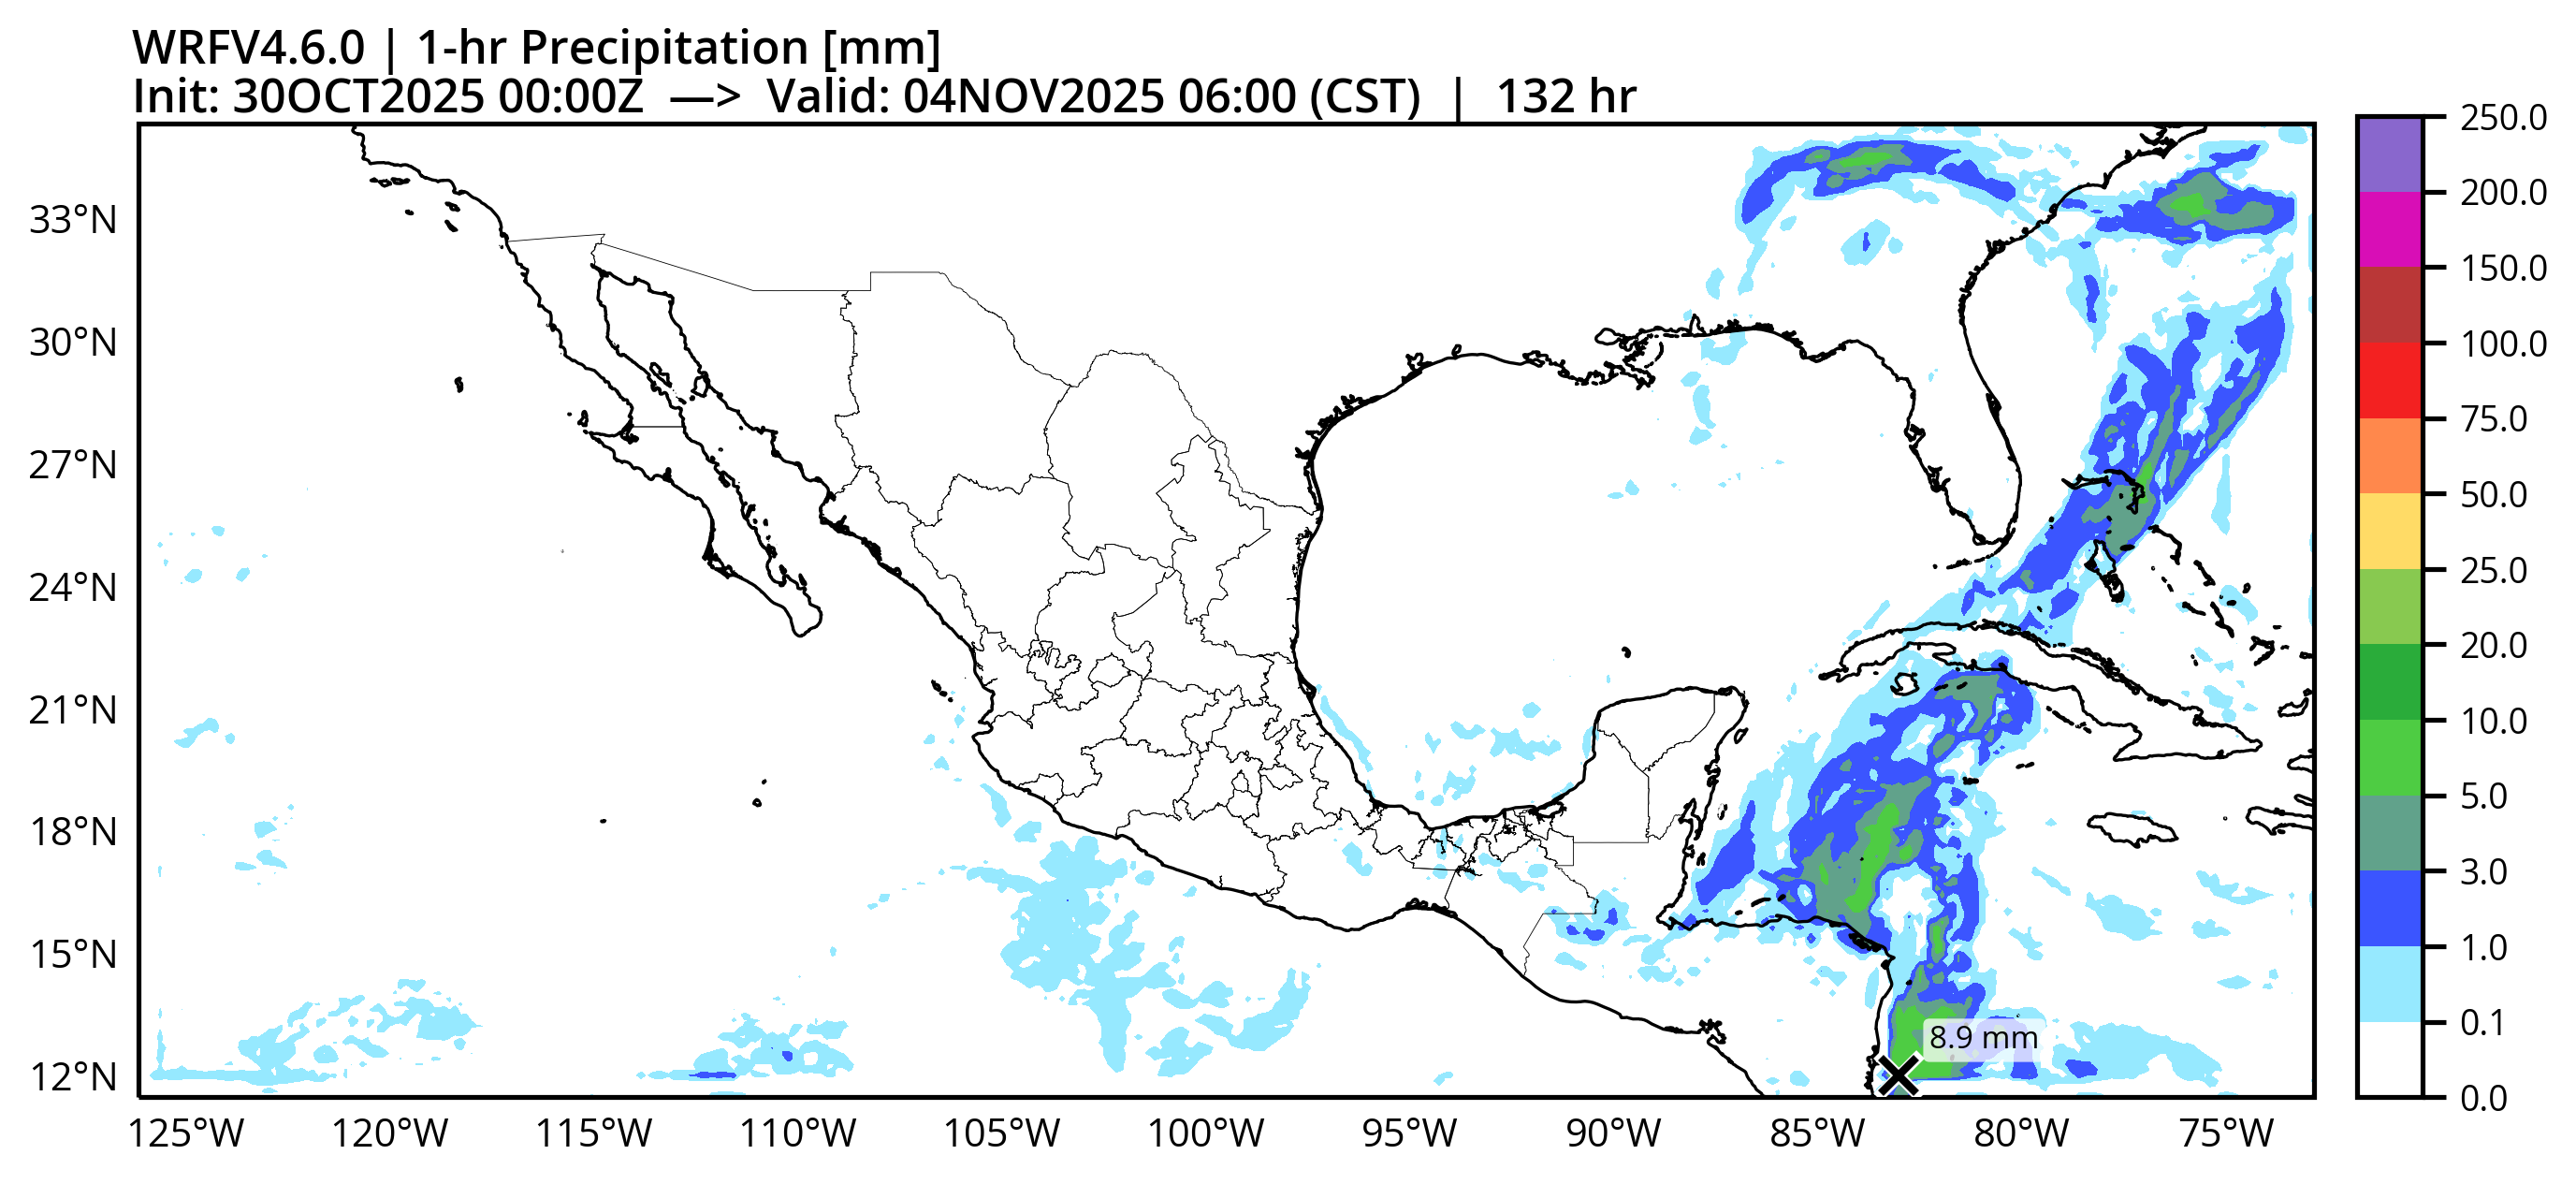 WRFV4.6.0 | 1-hr Precipitation [mm]
Init: 30OCT2025 00:00Z —> Valid: 04NOV2025 06:00 (CST) | 132 hr
33°N
30°N
27°N
24°N
21°N
18°N
15°N
12°N
125°W 120°W 115°W 110°W 105°W 100°W 95°W 90°W 85°W 80°W 75°W
8.9 mm
250.0
200.0
150.0
100.0
75.0
50.0
25.0
20.0
10.0
5.0
3.0
1.0
0.1
0.0